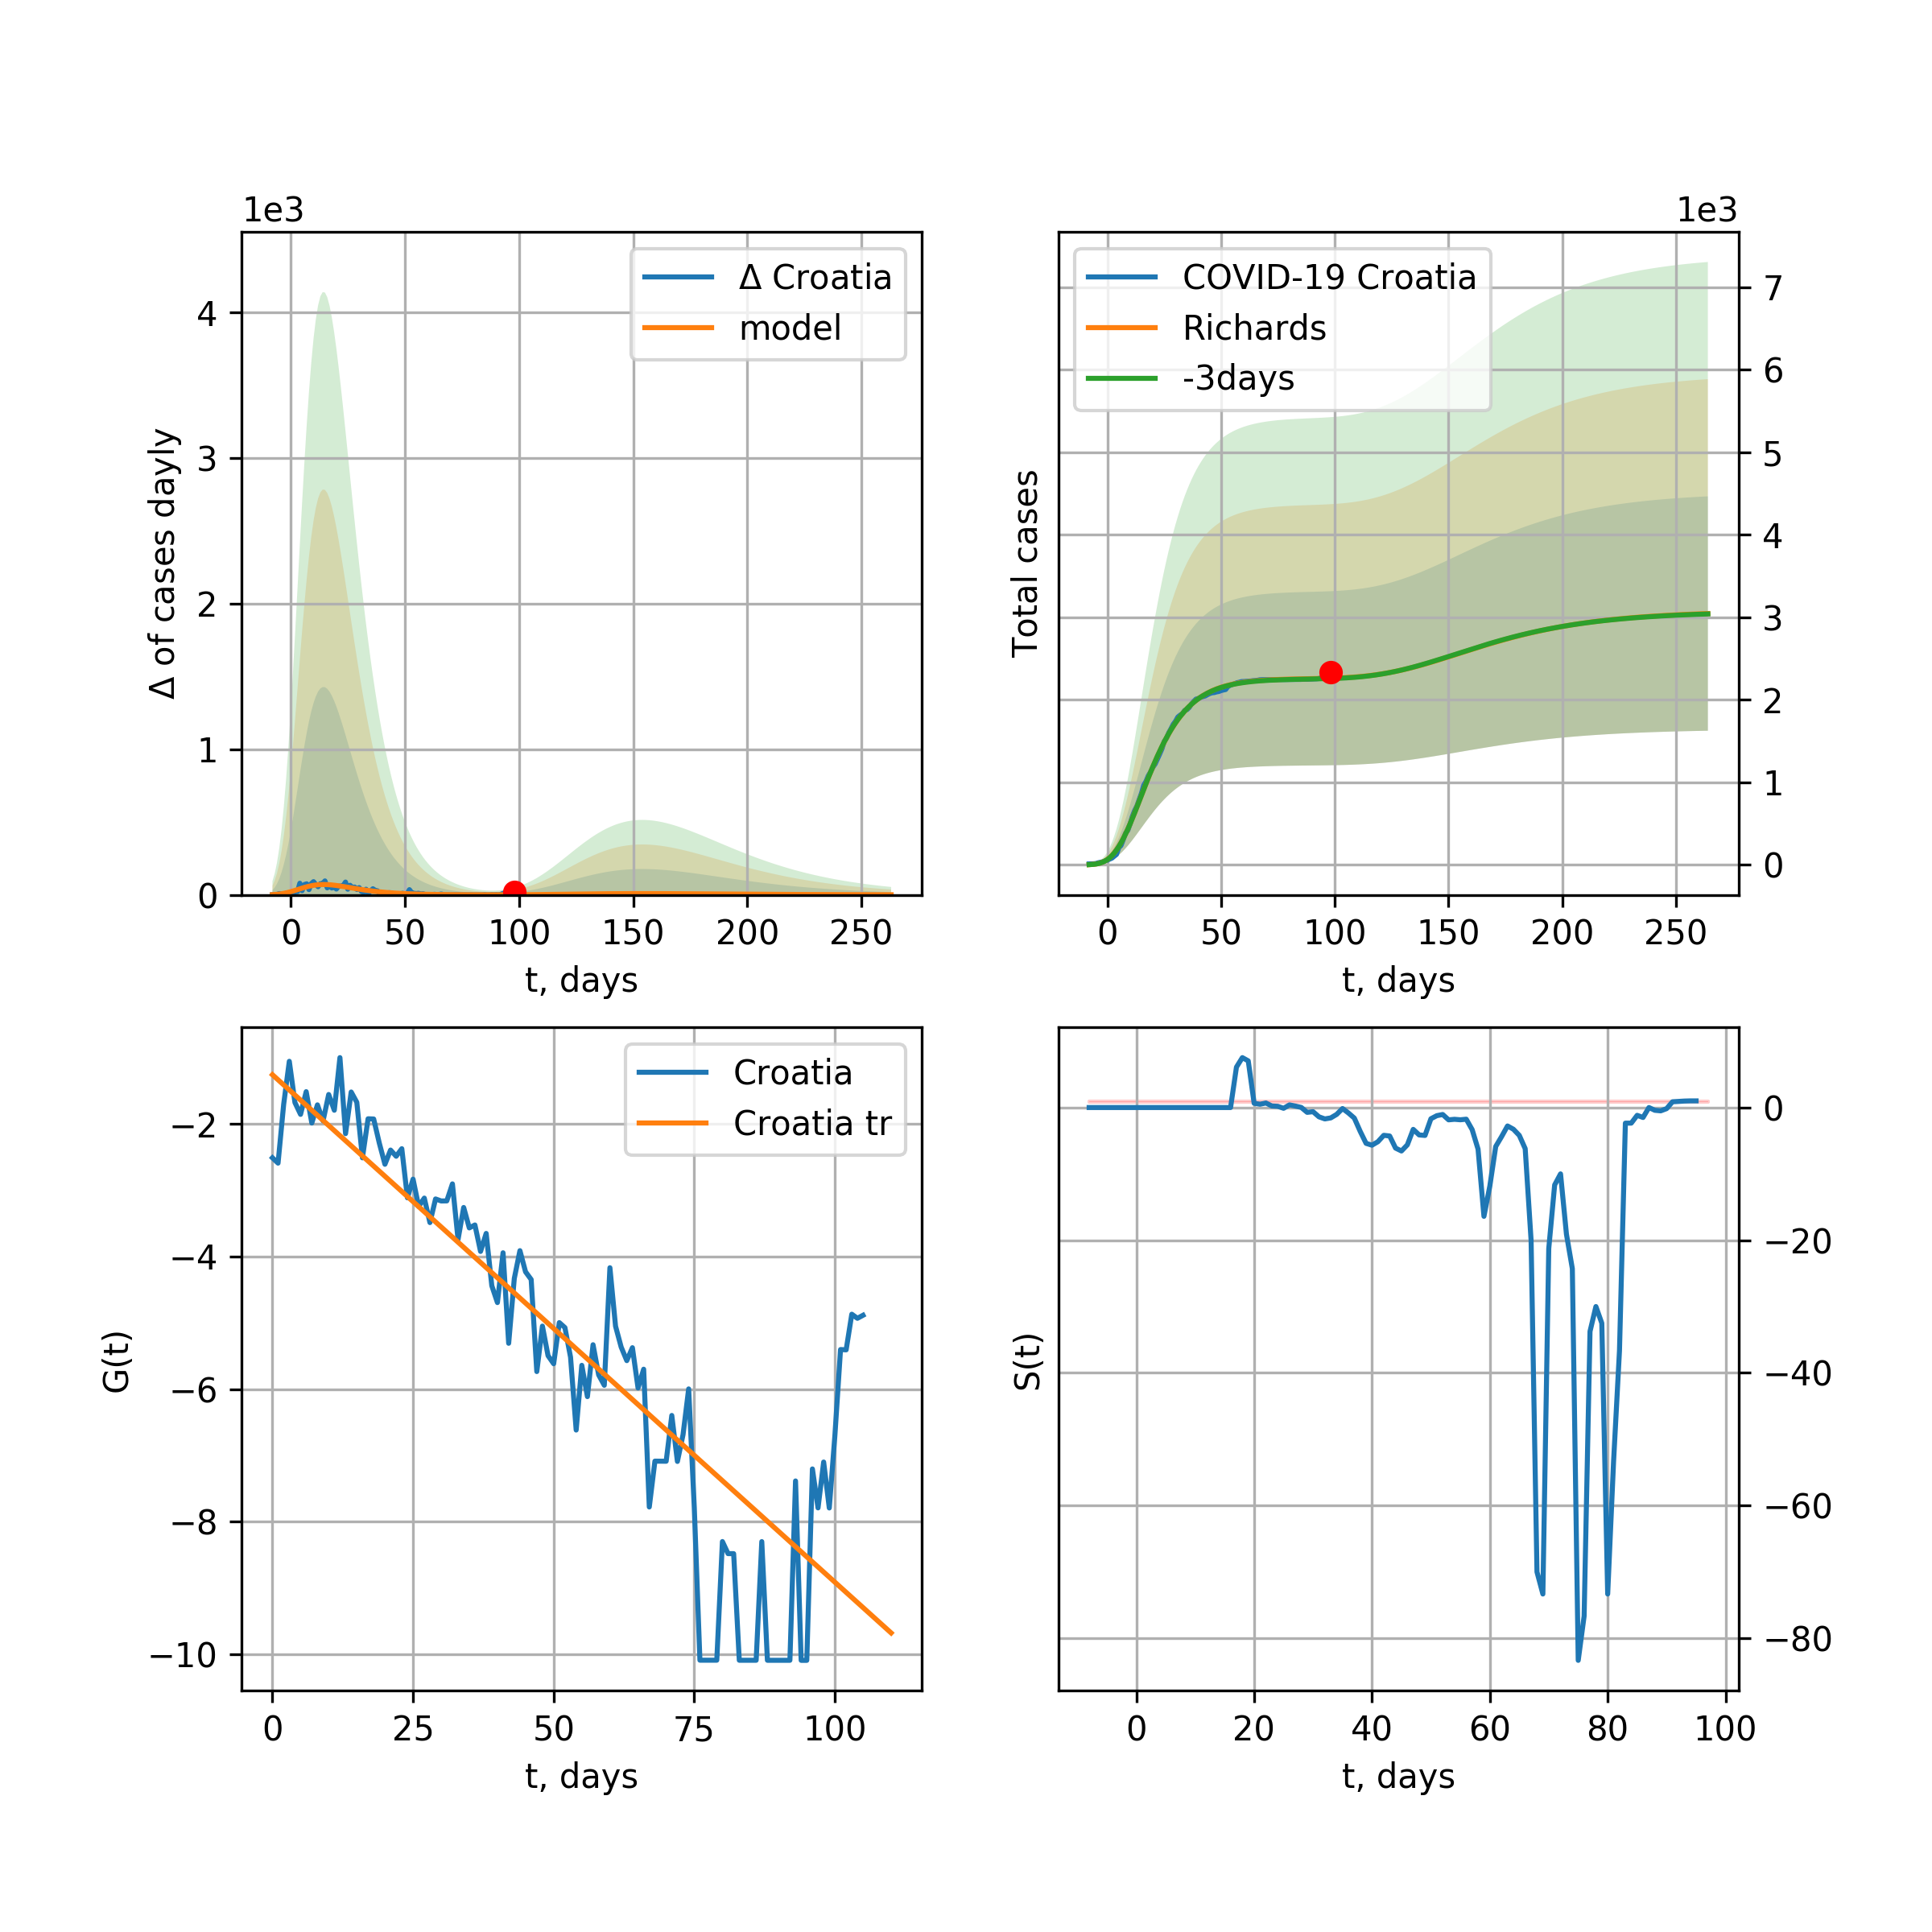 1e3
Δ of cases dayly
4
3
2
1
0
0 50 100 150 200 250
t, days
Δ Croatia
model
1e3
Total cases
7
6
5
4
3
2
1
0
0 50 100 150 200 250
t, days
COVID-19 Croatia
Richards
-3days
G(t)
−2
−4
−6
−8
−10
0 25 50 75 100
t, days
Croatia
Croatia tr
S(t)
0
−20
−40
−60
−80
0 20 40 60 80 100
t, days